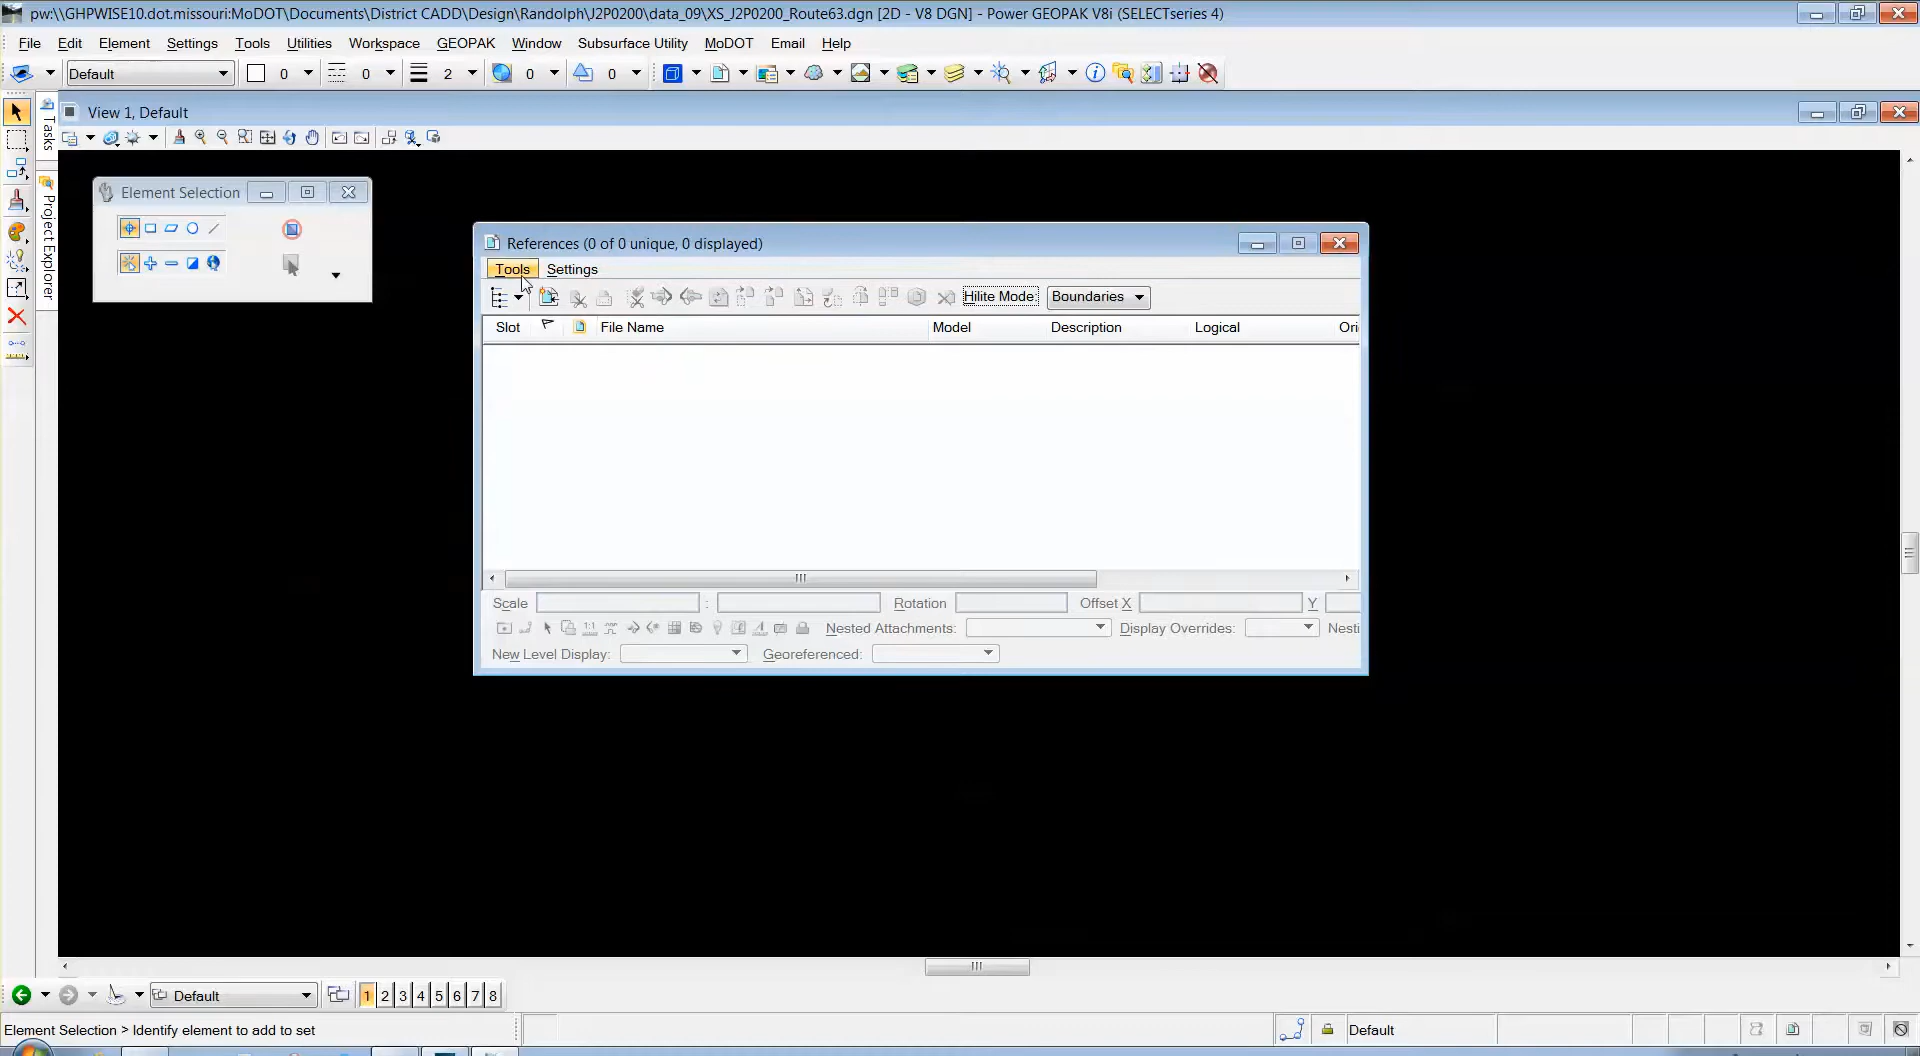 pw:\\GHPWISE10.dot.missouri:MoDOT\Documents\District CADD\Design\Randolph\J2P0200\data_09\XS_J2P0200_Route63.dgn [2D - V8 DGN] - Power GEOPAK V8i (SELECTseries 4)
File Edit Element Settings Tools Utilities Workspace GEOPAK Window Subsurface Utility MoDOT Email Help
Default 0 0 2 0 0
View 1, Default
Tasks
Project Explorer
Element Selection
References (0 of 0 unique, 0 displayed)
Tools Settings
Hilite Mode: Boundaries
Slot File Name Model Description Logical Ori
Scale : Rotation Offset X Y
1:1 Nested Attachments: Display Overrides: Nesti
New Level Display: Georeferenced:
Default 1 2 3 4 5 6 7 8
Element Selection > Identify element to add to set
Default